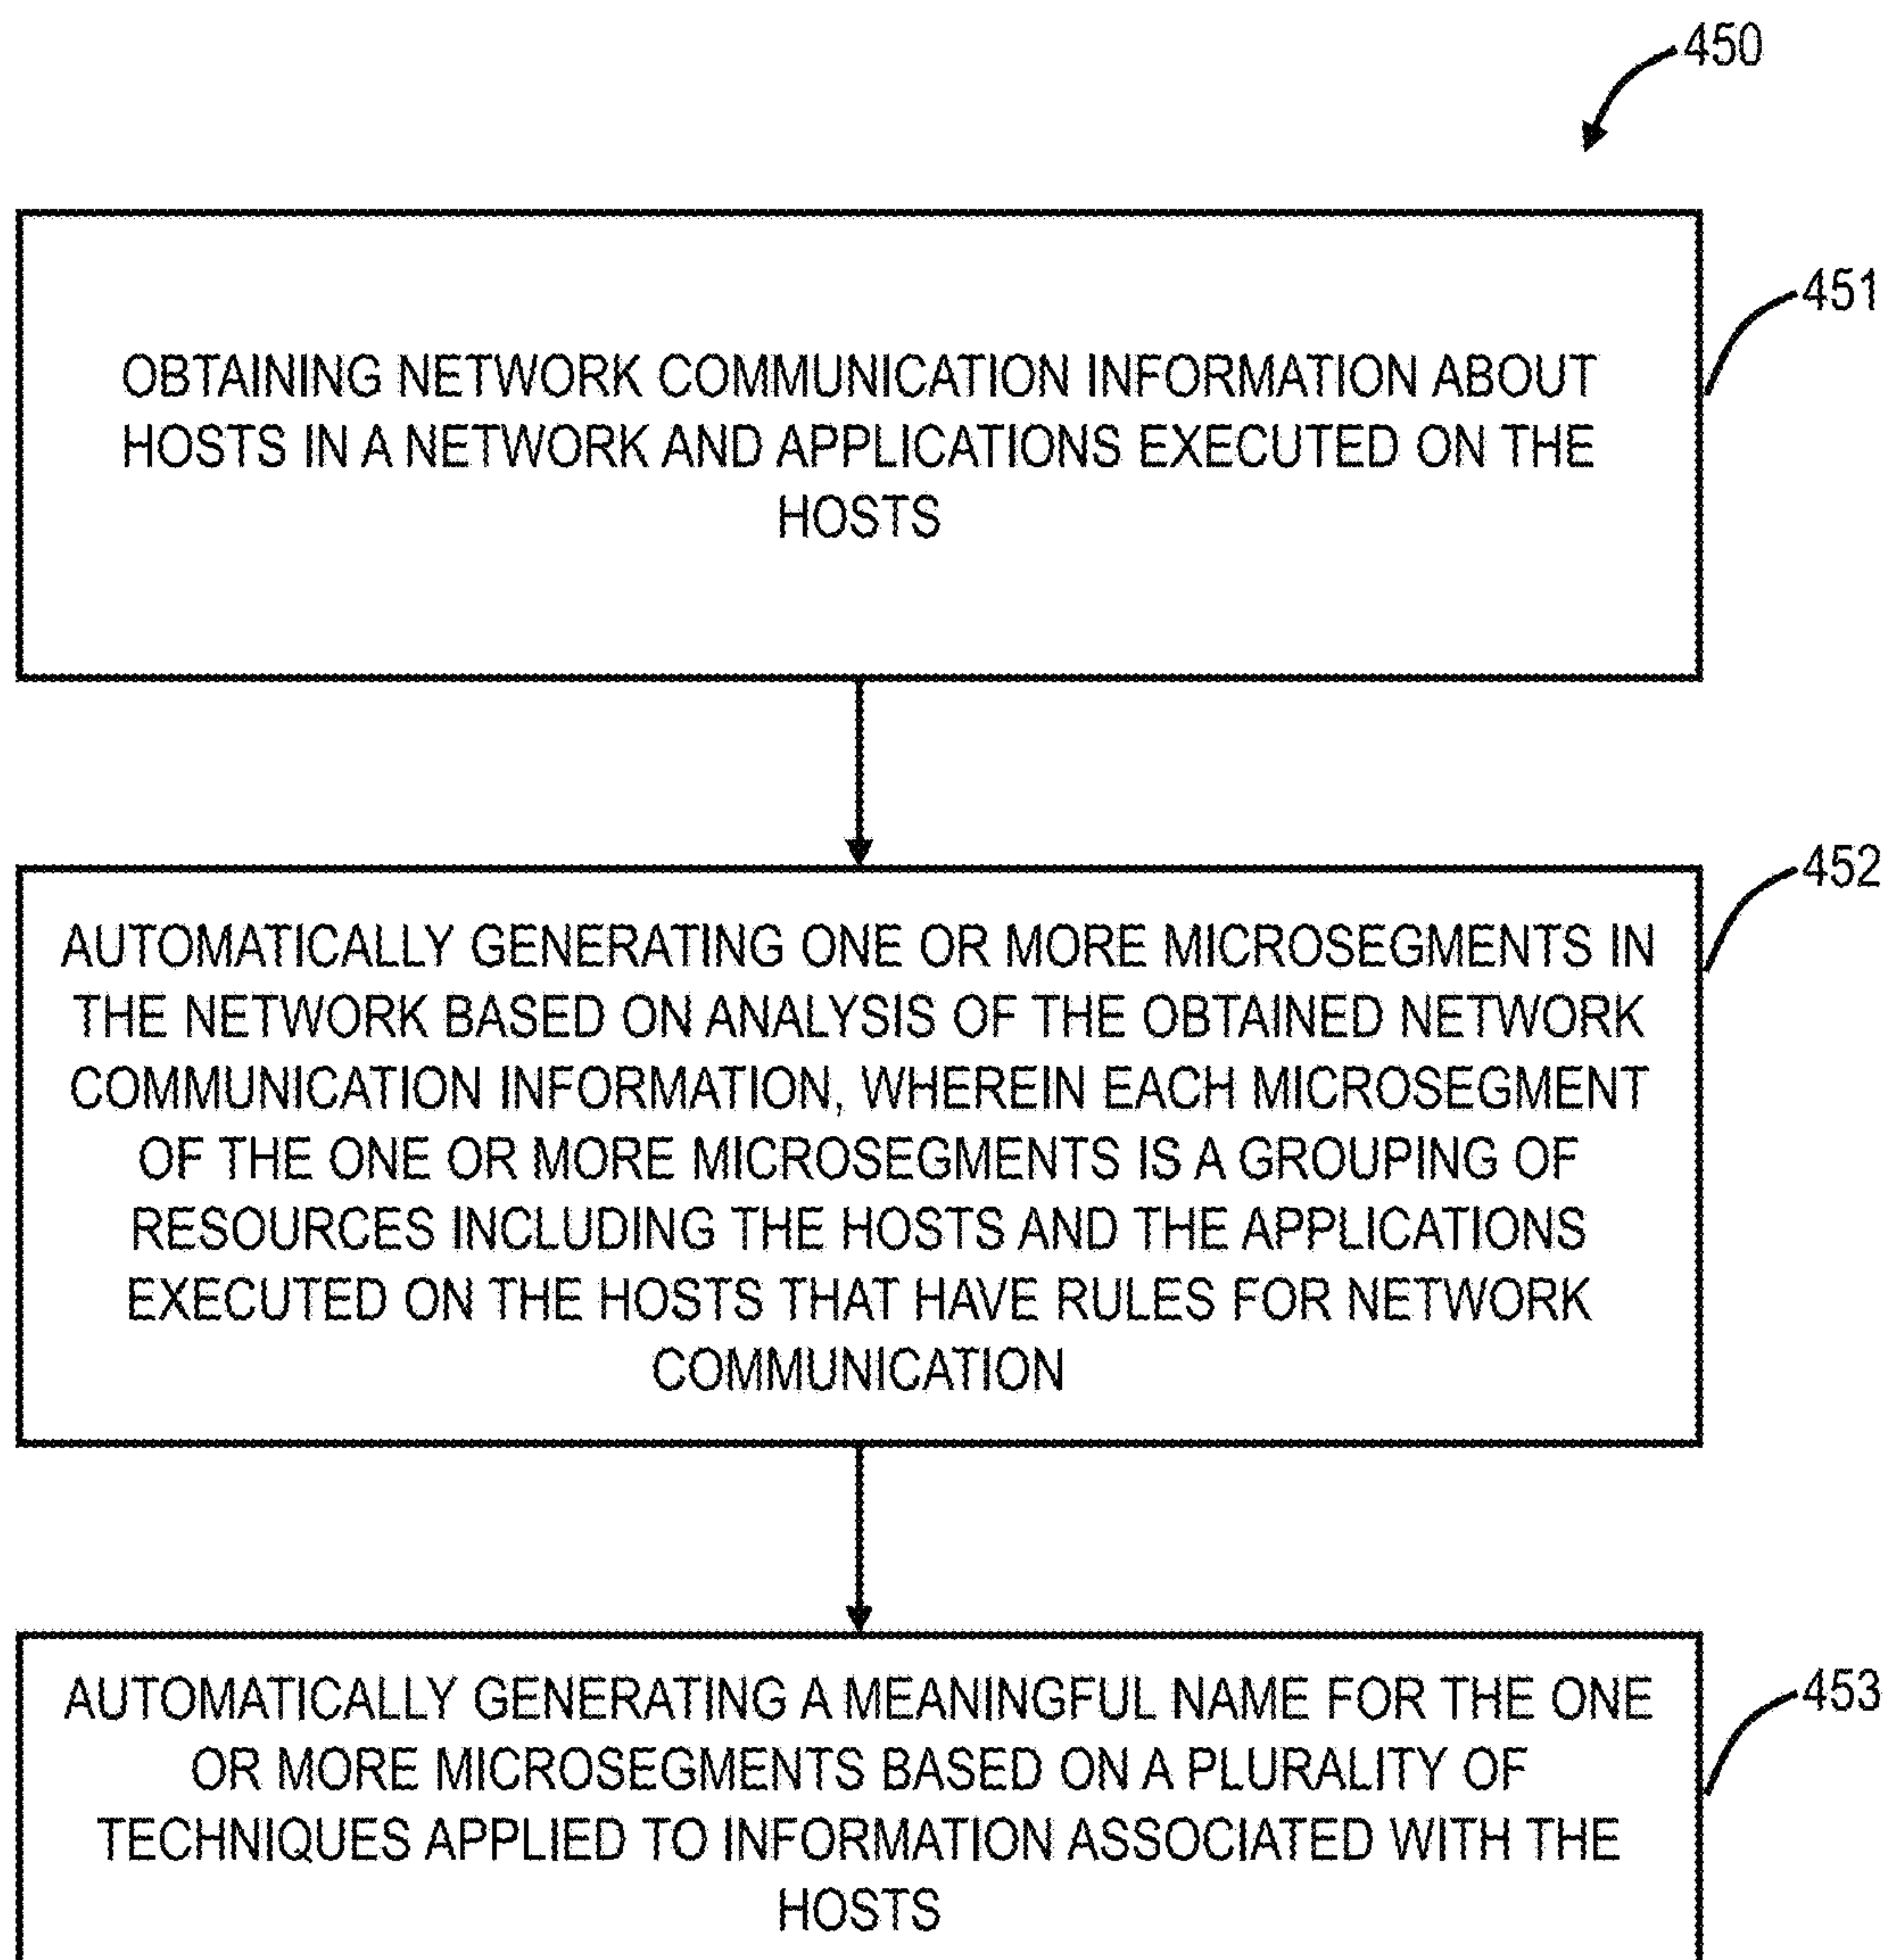 450
OBTAINING NETWORK COMMUNICATION INFORMATION ABOUT
HOSTS IN A NETWORK AND APPLICATIONS EXECUTED ON THE
HOSTS
451
AUTOMATICALLY GENERATING ONE OR MORE MICROSEGMENTS IN
THE NETWORK BASED ON ANALYSIS OF THE OBTAINED NETWORK
COMMUNICATION INFORMATION, WHEREIN EACH MICROSEGMENT
OF THE ONE OR MORE MICROSEGMENTS IS A GROUPING OF
RESOURCES INCLUDING THE HOSTS AND THE APPLICATIONS
EXECUTED ON THE HOSTS THAT HAVE RULES FOR NETWORK
COMMUNICATION
452
AUTOMATICALLY GENERATING A MEANINGFUL NAME FOR THE ONE
OR MORE MICROSEGMENTS BASED ON A PLURALITY OF
TECHNIQUES APPLIED TO INFORMATION ASSOCIATED WITH THE
HOSTS
453